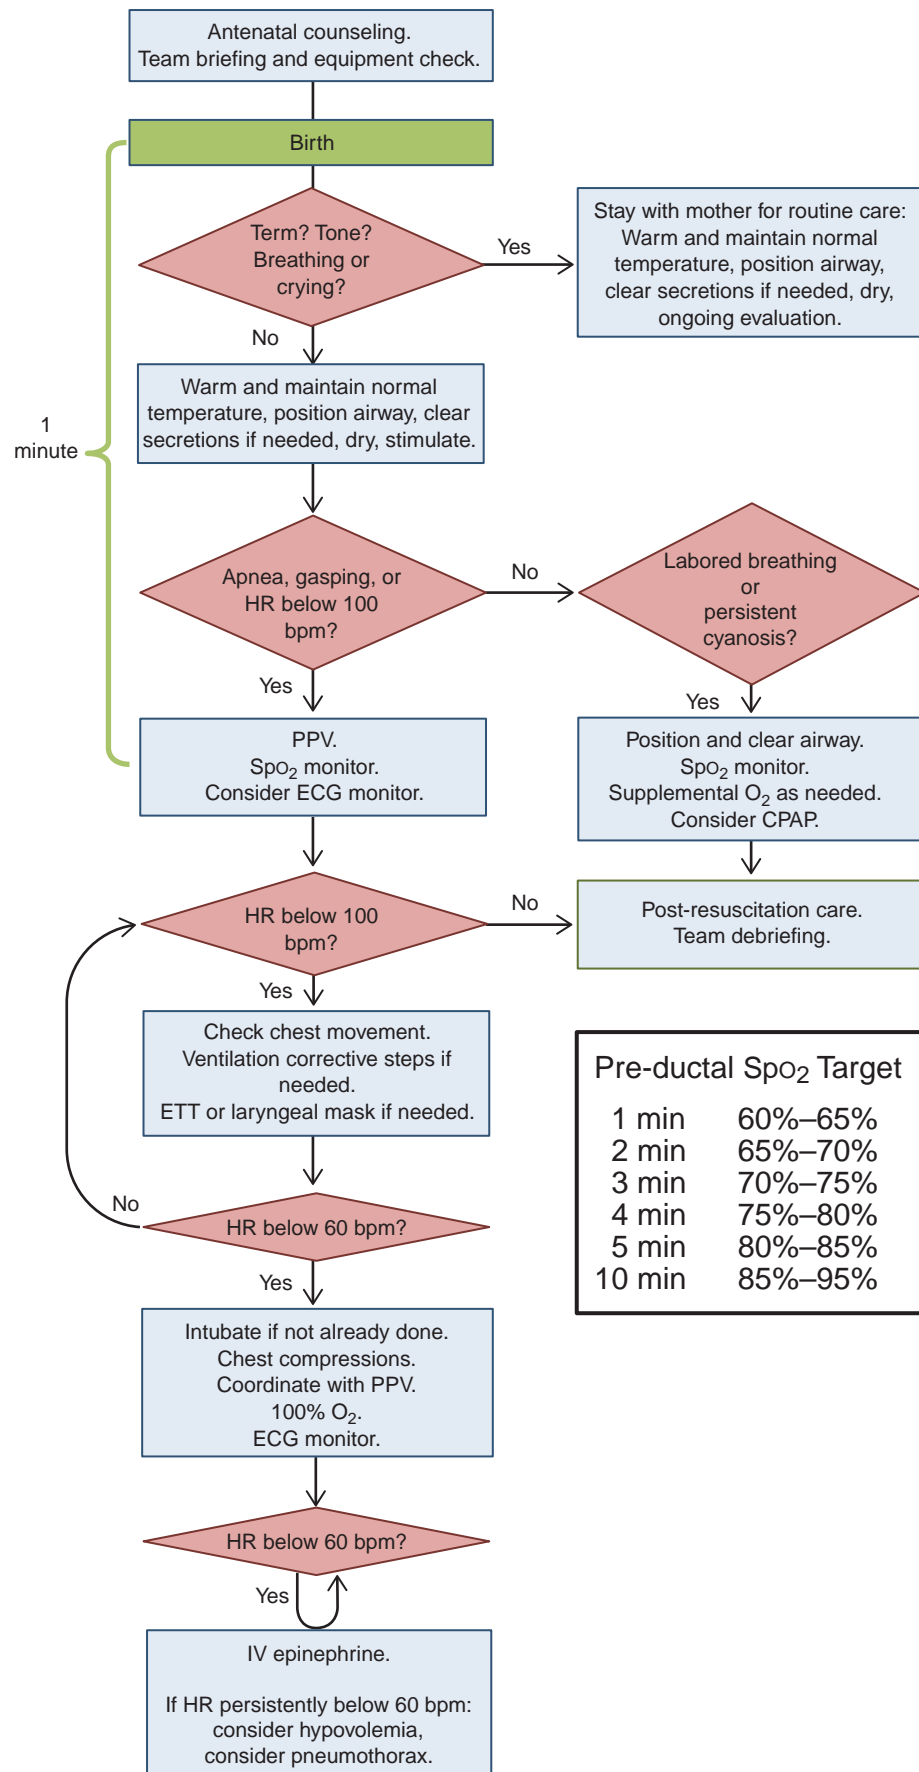 Antenatal counseling.
Team briefing and equipment check.
Birth
Term? Tone?
Breathing or
crying?
Yes
Stay with mother for routine care:
Warm and maintain normal
temperature, position airway,
clear secretions if needed, dry,
ongoing evaluation.
No
Warm and maintain normal
temperature, position airway, clear
secretions if needed, dry, stimulate.
1
minute
Apnea, gasping, or
HR below 100
bpm?
No
Labored breathing
or
persistent
cyanosis?
Yes
Yes
PPV.
SpO2 monitor.
Consider ECG monitor.
Position and clear airway.
SpO2 monitor.
Supplemental O2 as needed.
Consider CPAP.
HR below 100
bpm?
No
Post-resuscitation care.
Team debriefing.
Yes
Check chest movement.
Ventilation corrective steps if
needed.
ETT or laryngeal mask if needed.
No
HR below 60 bpm?
Yes
Pre-ductal SpO2 Target
1 min 60%–65%
2 min 65%–70%
3 min 70%–75%
4 min 75%–80%
5 min 80%–85%
10 min 85%–95%
Intubate if not already done.
Chest compressions.
Coordinate with PPV.
100% O2.
ECG monitor.
HR below 60 bpm?
Yes
IV epinephrine.
If HR persistently below 60 bpm:
consider hypovolemia,
consider pneumothorax.